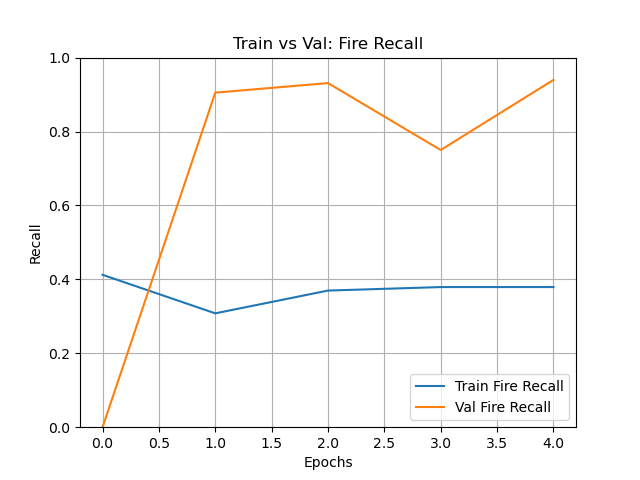 Train vs Val: Fire Recall
1.0
0.8
0.6
0.4
0.2
0.0
Recall
Train Fire Recall
Val Fire Recall
0.0 0.5 1.0 1.5 2.0 2.5 3.0 3.5 4.0
Epochs